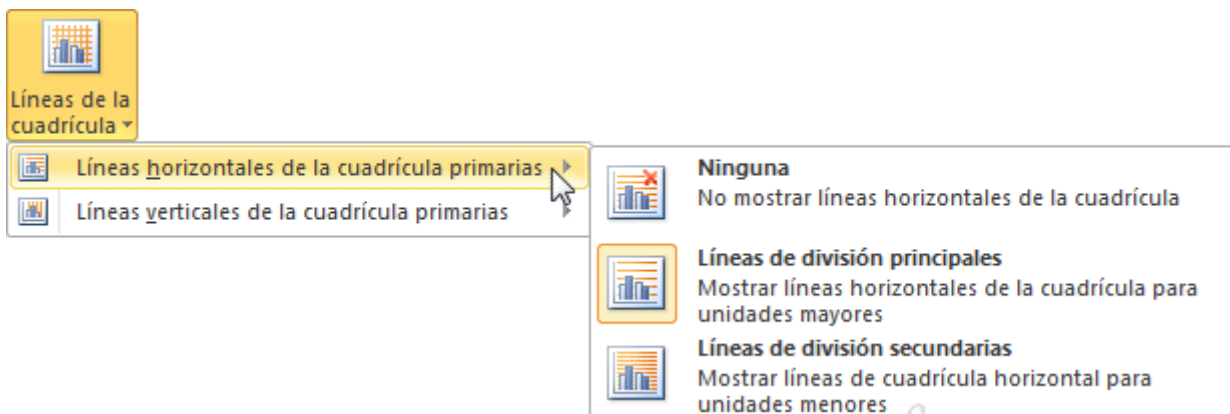 Líneas de la
cuadrícula
Líneas horizontales de la cuadrícula primarias
Líneas verticales de la cuadrícula primarias
Ninguna
No mostrar líneas horizontales de la cuadrícula
Líneas de división principales
Mostrar líneas horizontales de la cuadrícula para
unidades mayores
Líneas de división secundarias
Mostrar líneas de cuadrícula horizontal para
unidades menores